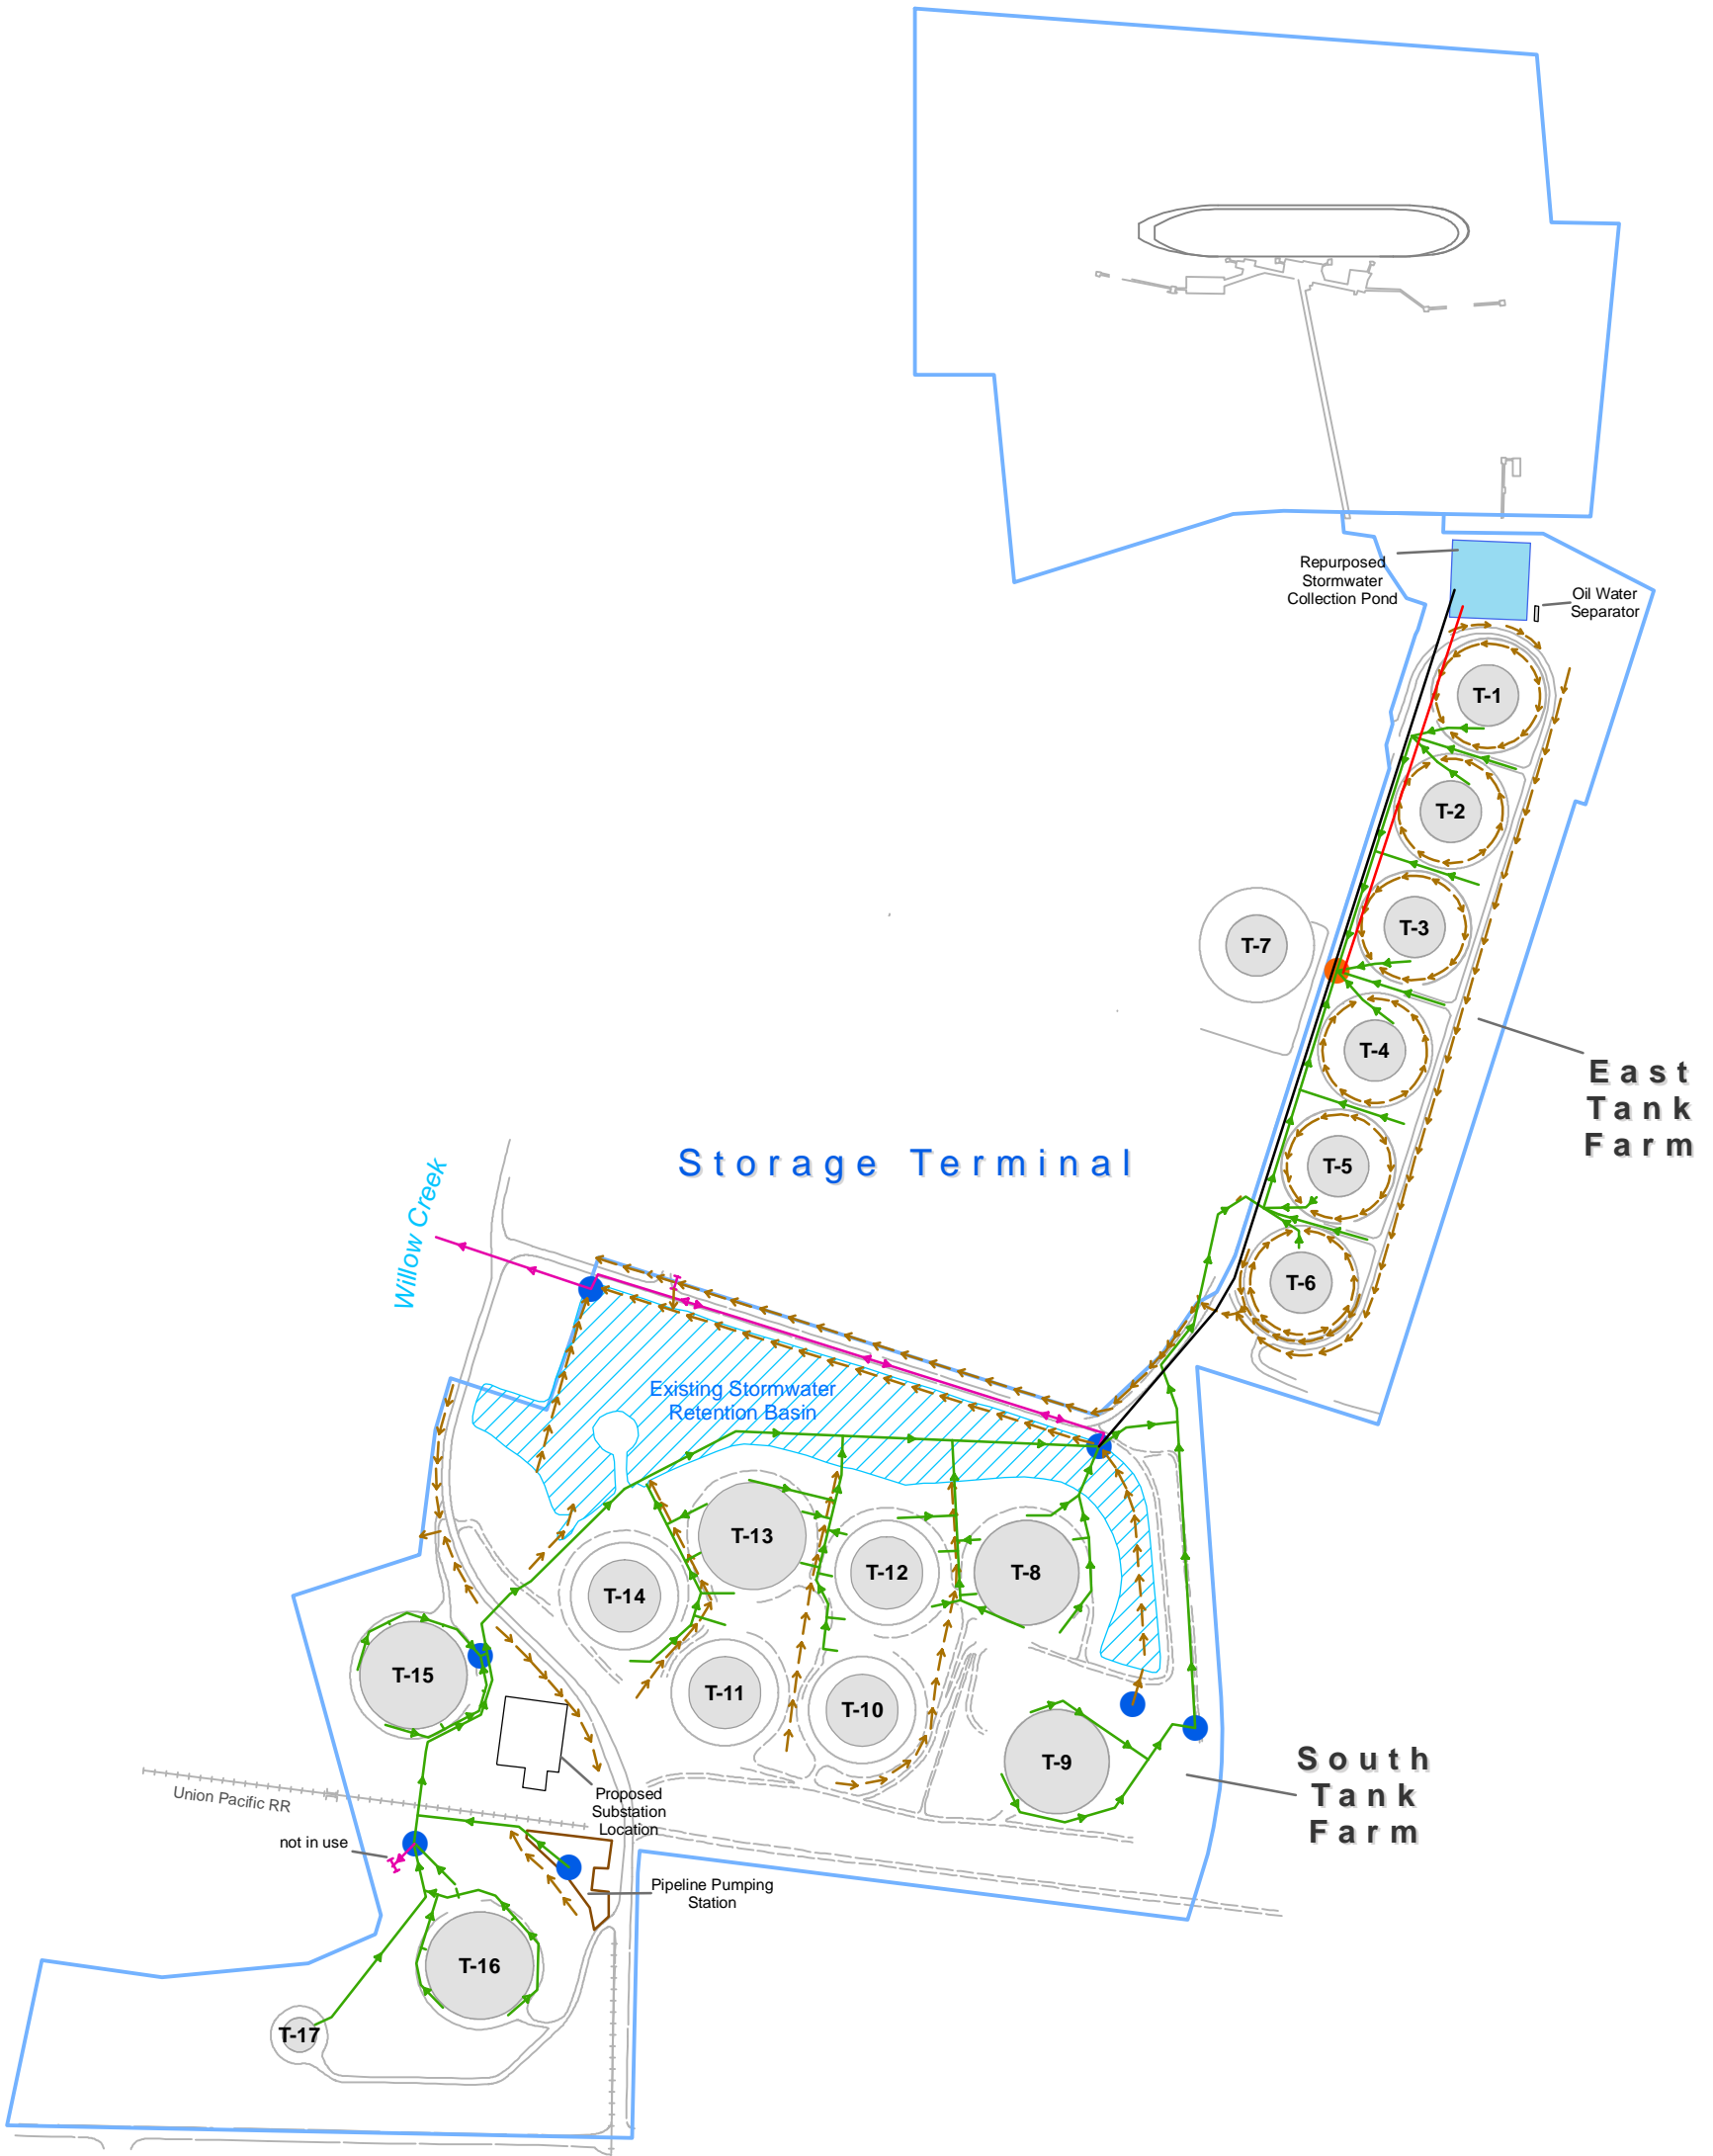 Repurposed
Stormwater
Collection Pond
Oil Water
Separator
T-1
T-2
T-3
T-7
T-4
East
Tank
Farm
T-5
Storage Terminal
Willow Creek
T-6
Existing Stormwater
Retention Basin
T-13
T-12
T-8
T-14
T-15
T-11
T-10
T-9
South
Tank
Farm
Union Pacific RR
Proposed
Substation
Location
not in use
Pipeline Pumping
Station
T-16
T-17